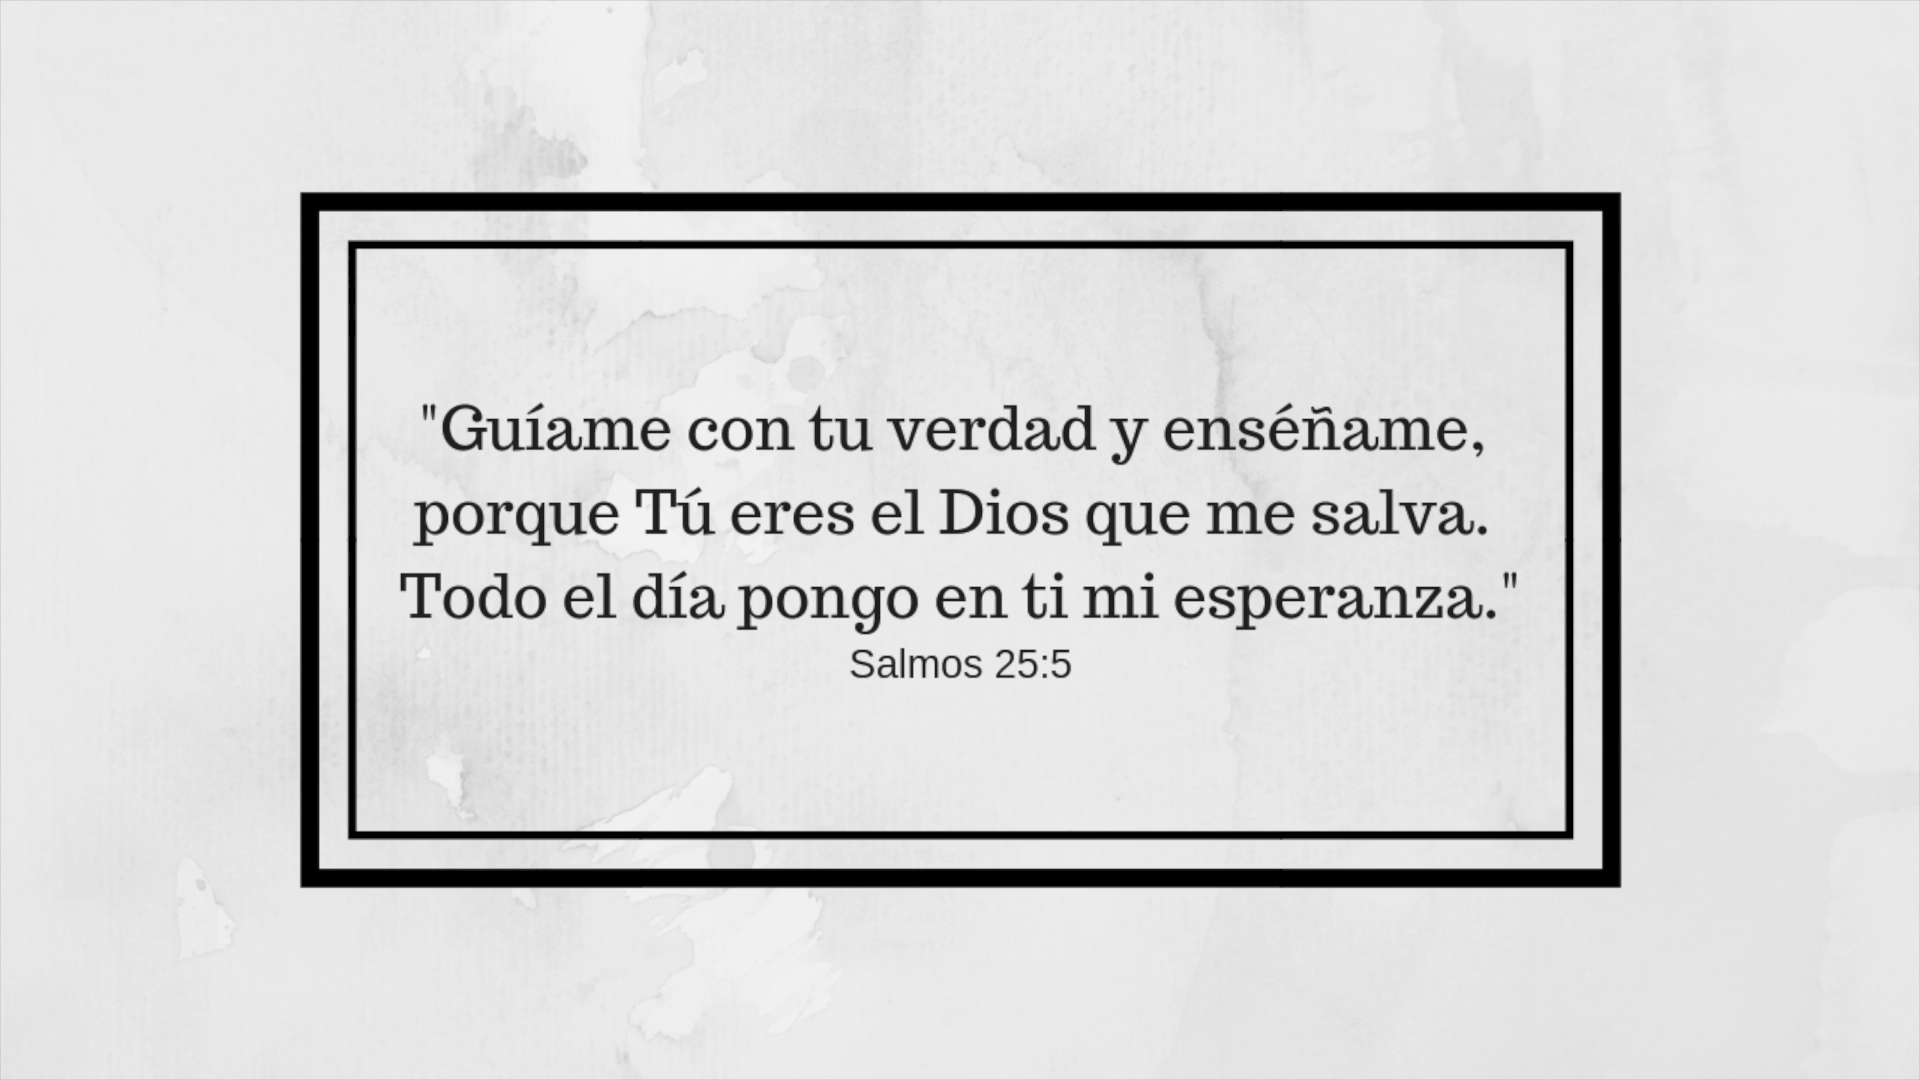 "Guíame con tu verdad y enséñame,
porque Tú eres el Dios que me salva.
Todo el día pongo en ti mi esperanza."
Salmos 25:5